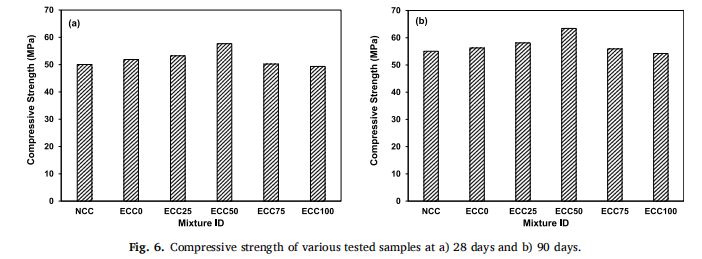 (a)
Compressive Strength (MPa)
70
60
50
40
30
20
10
0
NCC ECC0 ECC25 ECC50 ECC75 ECC100
Mixture ID
(b)
Compressive Strength (MPa)
70
60
50
40
30
20
10
0
NCC ECC0 ECC25 ECC50 ECC75 ECC100
Mixture ID
Fig. 6. Compressive strength of various tested samples at a) 28 days and b) 90 days.